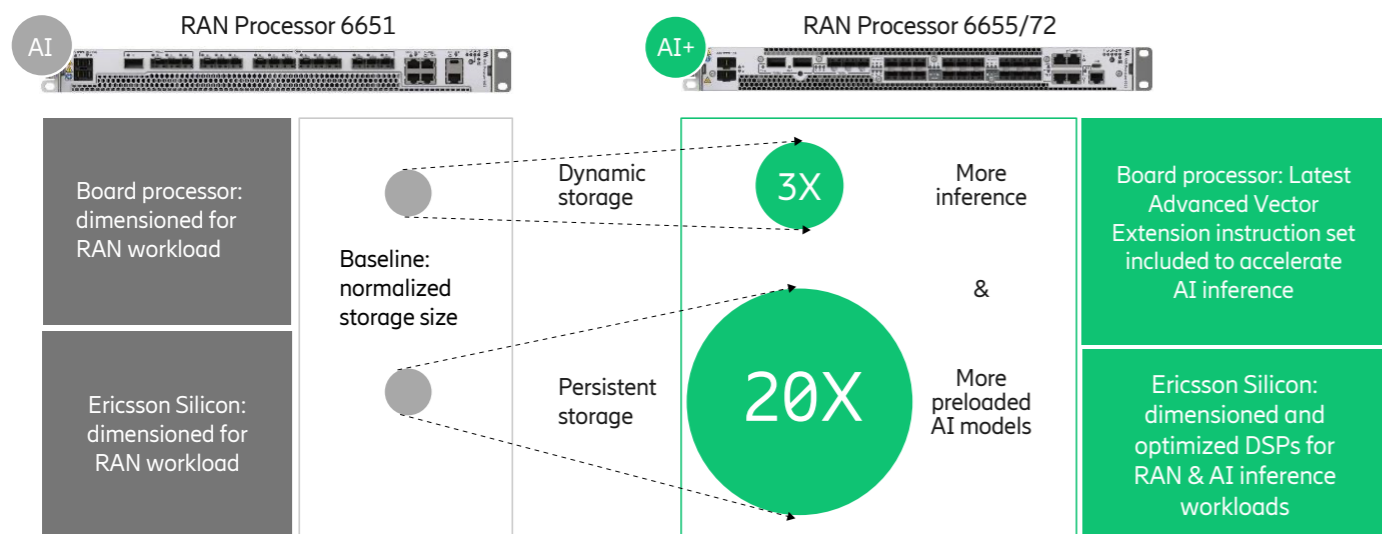 AI
RAN Processor 6651
AI+
RAN Processor 6655/72
Board processor:
dimensioned for
RAN workload
Ericsson Silicon:
dimensioned for
RAN workload
Baseline:
normalized
storage size
Dynamic
storage
Persistent
storage
3X
20X
More
inference
&
More
preloaded
AI models
Board processor: Latest
Advanced Vector
Extension instruction set
included to accelerate
AI inference
Ericsson Silicon:
dimensioned and
optimized DSPs for
RAN & AI inference
workloads